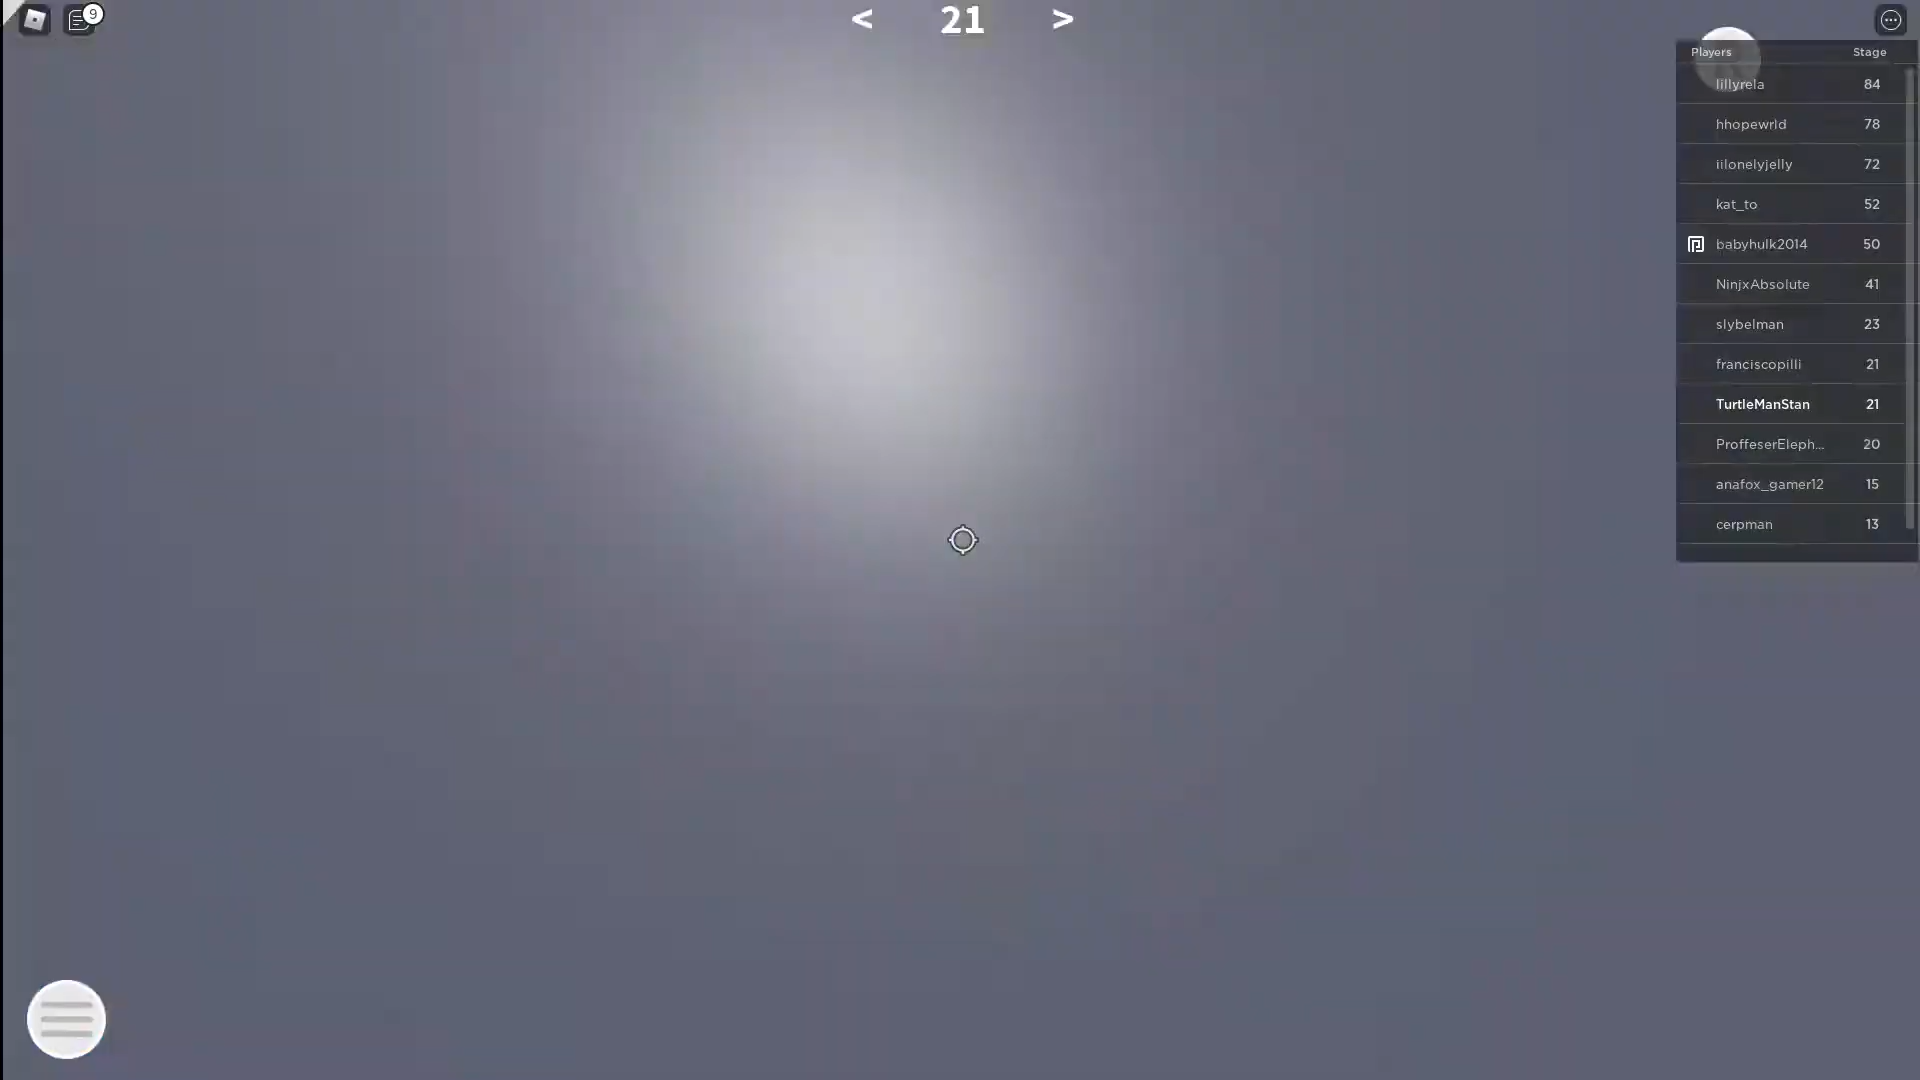 9
< 21 >
Players Stage
lillyrela 84
hhopewrld 78
iilonelyjelly 72
kat_to 52
babyhulk2014 50
NinjxAbsolute 41
slybelman 23
franciscopilli 21
TurtleManStan 21
ProffeserEleph... 20
anafox_gamer12 15
cerpman 13